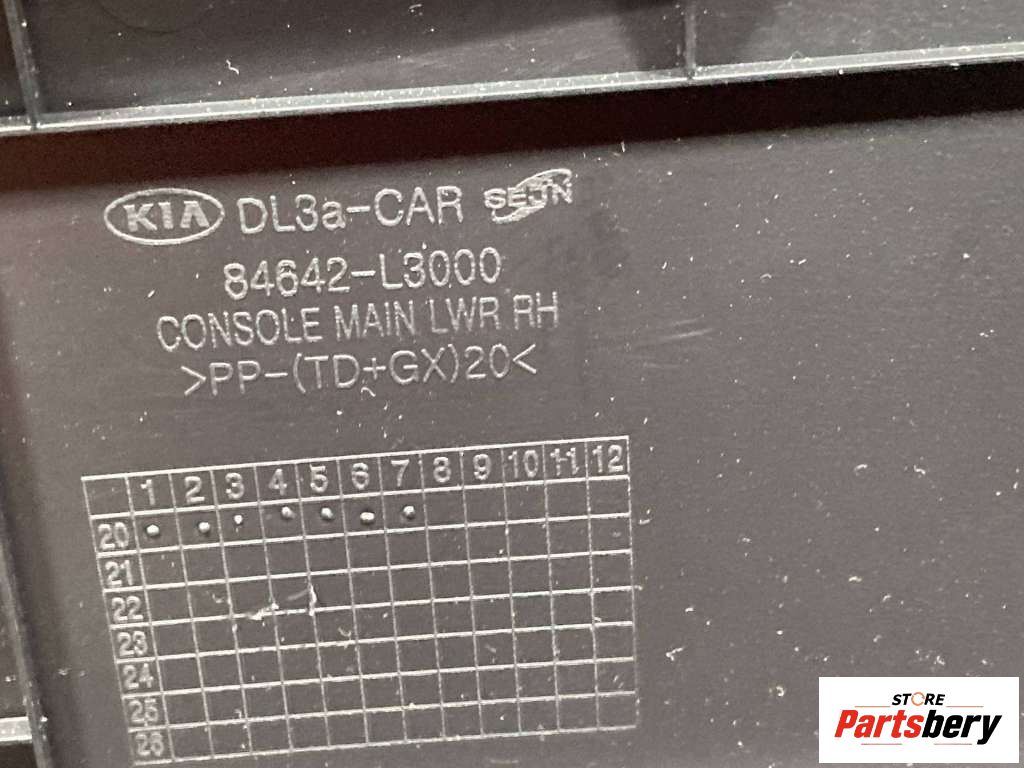 KIA DL3a-CAR SEJN
84642-L3000
CONSOLE MAIN LWR RH
>PP-(TD+GX)20<
1 2 3 4 5 6 7 8 9 10 11 12
20
21
22
23
24
25
26
STORE
Partsbery